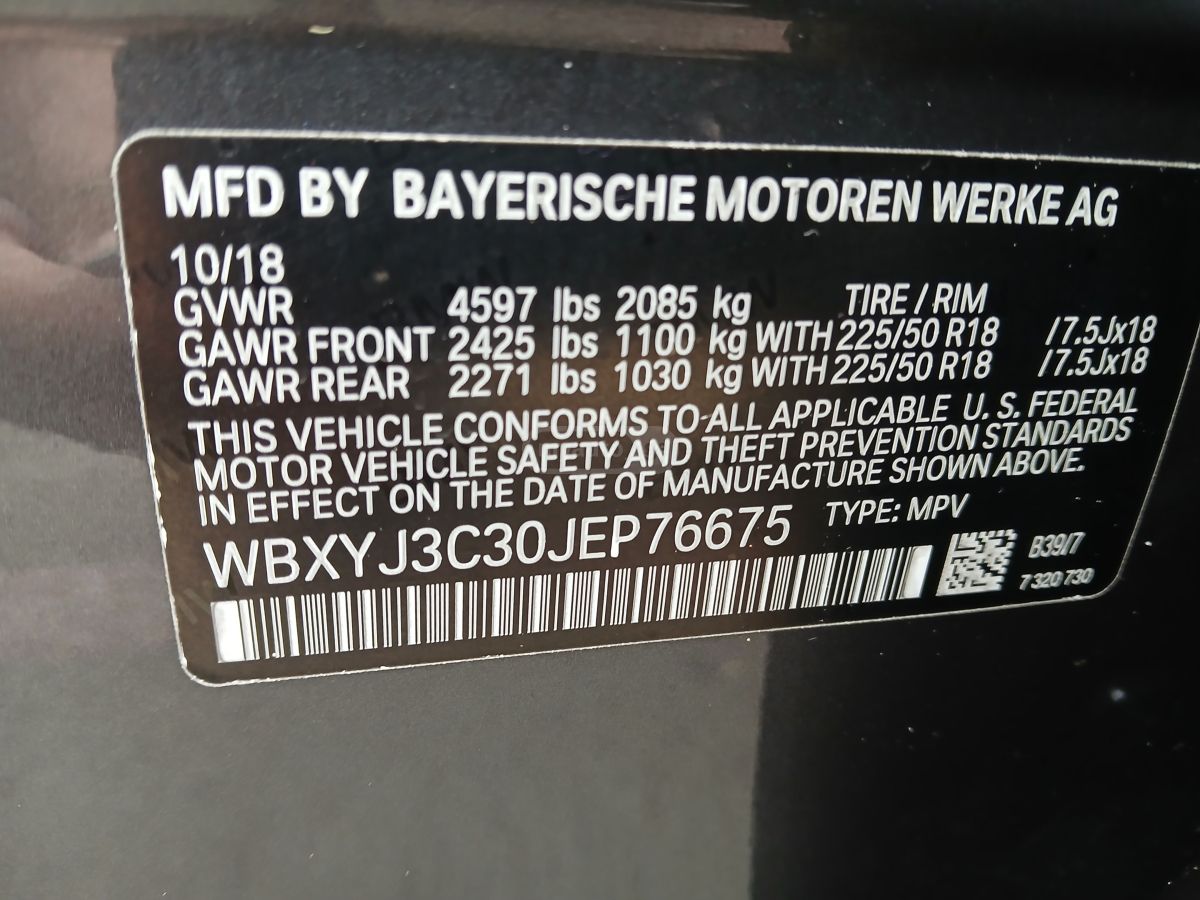 MFD BY BAYERISCHE MOTOREN WERKE AG
10/18
GVWR 4597 lbs 2085 kg TIRE / RIM
GAWR FRONT 2425 lbs 1100 kg WITH 225/50 R18 /7.5Jx18
GAWR REAR 2271 lbs 1030 kg WITH 225/50 R18 /7.5Jx18
THIS VEHICLE CONFORMS TO ALL APPLICABLE U. S. FEDERAL
MOTOR VEHICLE SAFETY AND THEFT PREVENTION STANDARDS
IN EFFECT ON THE DATE OF MANUFACTURE SHOWN ABOVE.
WBXYJ3C30JEP76675 TYPE: MPV
B39/7
7 320 730